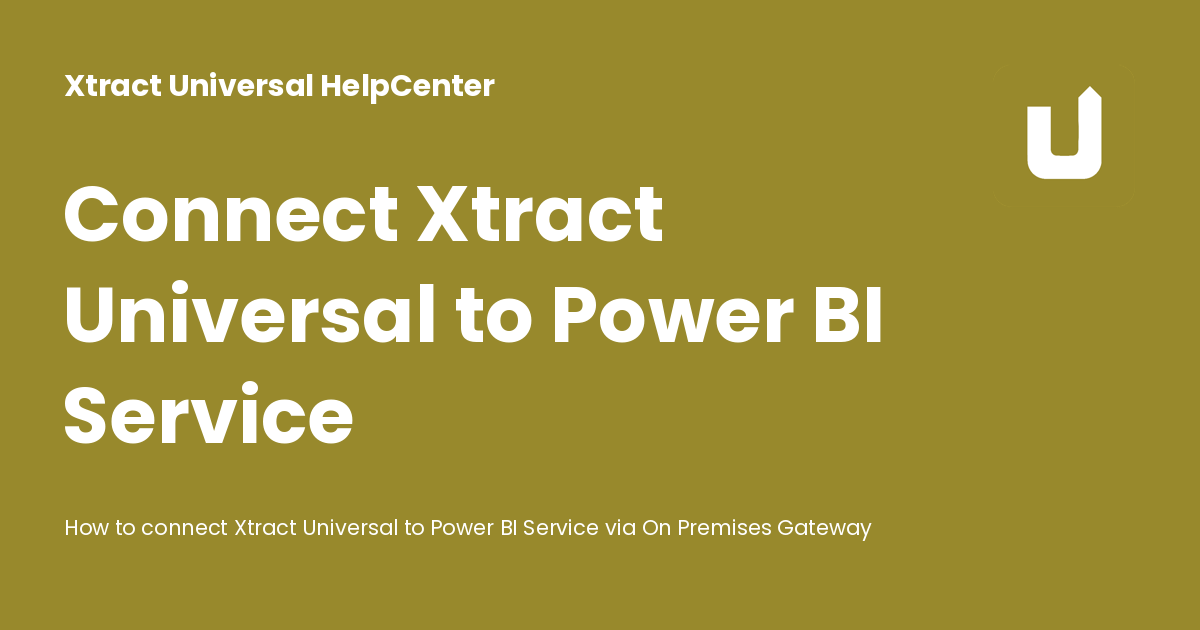 Xtract Universal HelpCenter
Connect Xtract
Universal to Power BI
Service
How to connect Xtract Universal to Power BI Service via On Premises Gateway